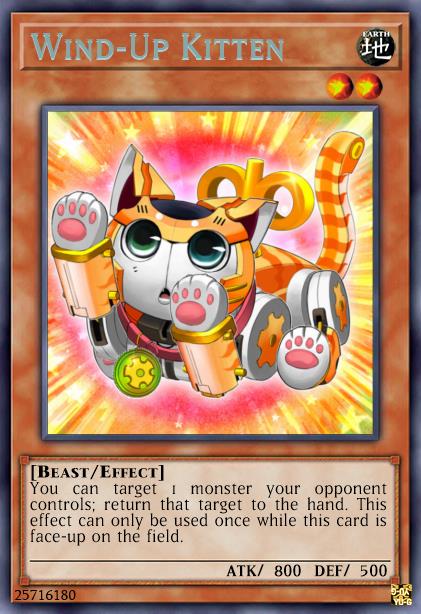 Wind-Up Kitten
EARTH
地
[Beast/Effect]
You can target 1 monster your opponent
controls; return that target to the hand. This
effect can only be used once while this card is
face-up on the field.
ATK/ 800 DEF/ 500
25716180